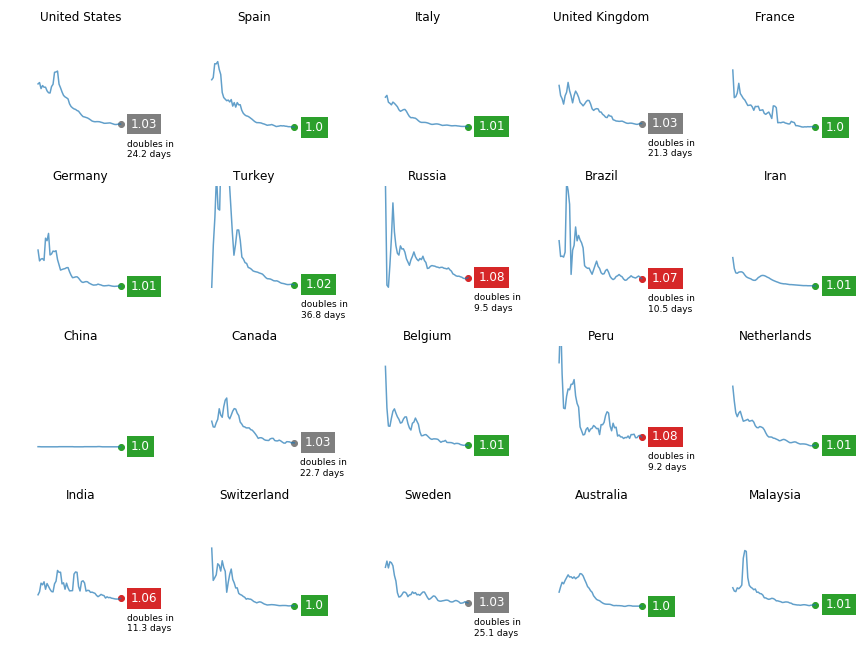 United States
Spain
Italy
United Kingdom
France
1.03
doubles in
24.2 days
1.0
1.01
1.03
doubles in
21.3 days
1.0
Germany
Turkey
Russia
Brazil
Iran
1.01
1.02
doubles in
36.8 days
1.08
doubles in
9.5 days
1.07
doubles in
10.5 days
1.01
China
Canada
Belgium
Peru
Netherlands
1.0
1.03
doubles in
22.7 days
1.01
1.08
doubles in
9.2 days
1.01
India
Switzerland
Sweden
Australia
Malaysia
1.06
doubles in
11.3 days
1.0
1.03
doubles in
25.1 days
1.0
1.01